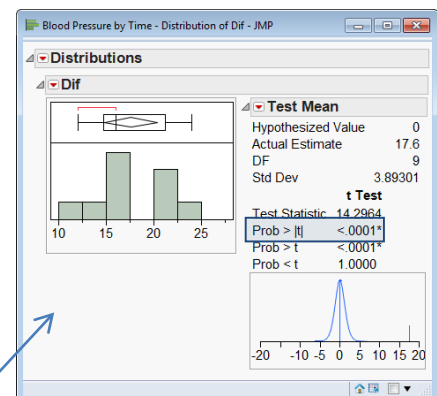 Blood Pressure by Time - Distribution of Dif - JMP
Distributions
Dif
10 15 20 25
Test Mean
Hypothesized Value 0
Actual Estimate 17.6
DF 9
Std Dev 3.89301
t Test
Test Statistic 14.2964
Prob > |t| <.0001*
Prob > t <.0001*
Prob < t 1.0000
-20 -10 -5 0 5 10 15 20